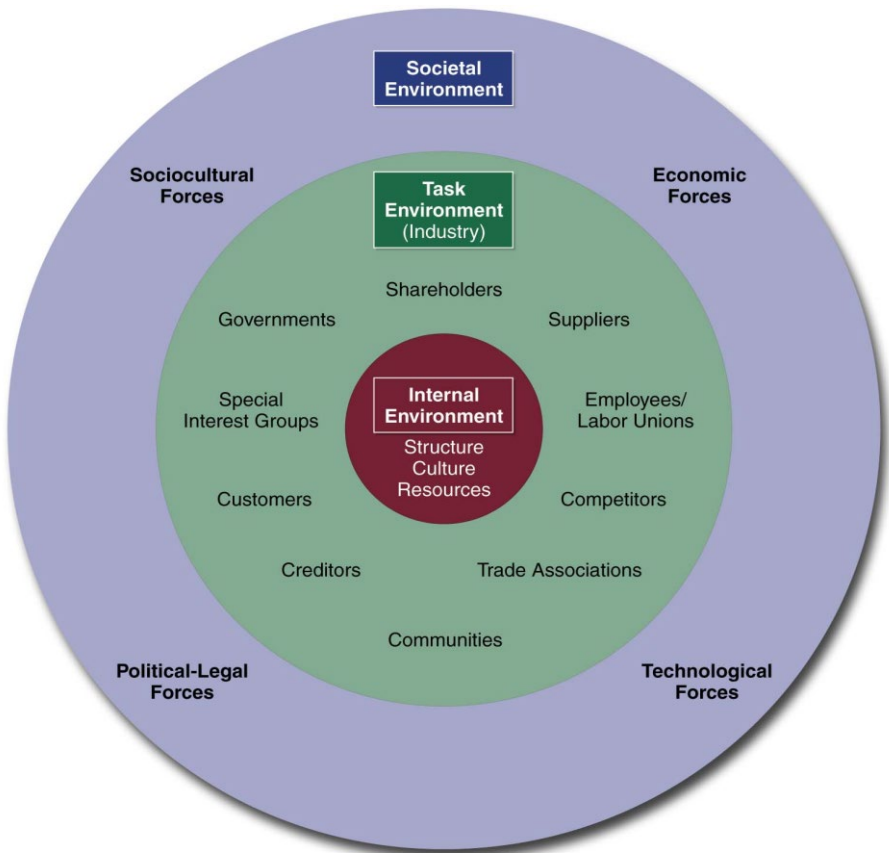 Societal
Environment
Sociocultural
Forces
Economic
Forces
Task
Environment
(Industry)
Shareholders
Governments
Suppliers
Special
Interest Groups
Internal
Environment
Structure
Culture
Resources
Employees/
Labor Unions
Customers
Competitors
Creditors
Trade Associations
Communities
Political-Legal
Forces
Technological
Forces